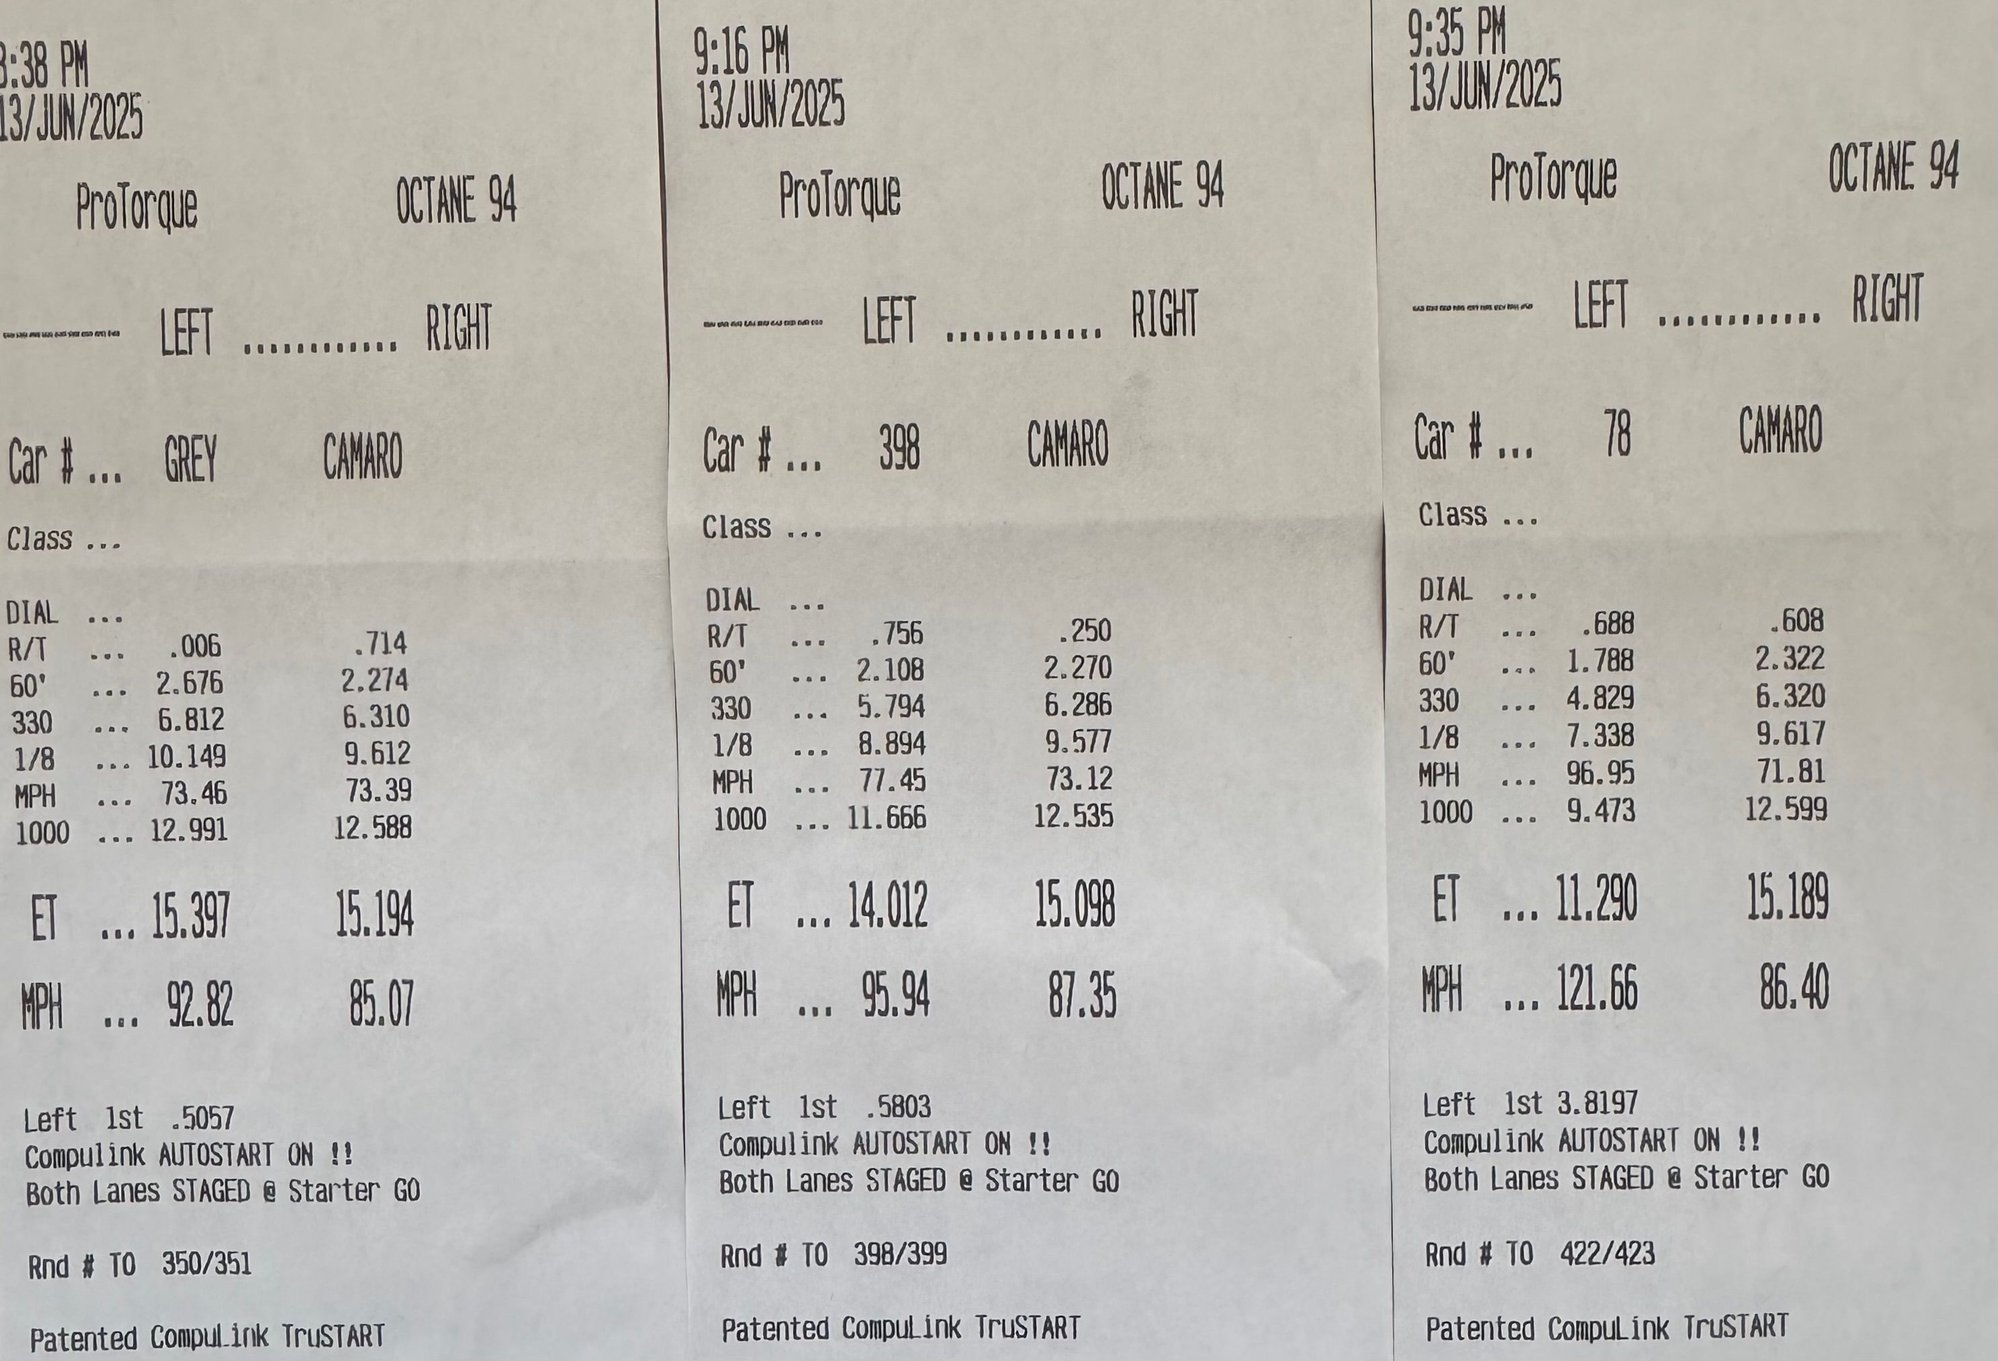 8:38 PM
13/JUN/2025
ProTorque OCTANE 94
--------- LEFT ............ RIGHT
Car # ... GREY CAMARO
Class ...
DIAL ...
R/T ... .006 .714
60' ... 2.676 2.274
330 ... 6.812 6.310
1/8 ... 10.149 9.612
MPH ... 73.46 73.39
1000 ... 12.991 12.588
ET ... 15.397 15.194
MPH ... 92.82 85.07
Left 1st .5057
Compulink AUTOSTART ON !!
Both Lanes STAGED @ Starter GO
Rnd # TO 350/351
Patented CompuLink TruSTART
9:16 PM
13/JUN/2025
ProTorque OCTANE 94
--------- LEFT ............ RIGHT
Car # ... 398 CAMARO
Class ...
DIAL ...
R/T ... .756 .250
60' ... 2.108 2.270
330 ... 5.794 6.286
1/8 ... 8.894 9.577
MPH ... 77.45 73.12
1000 ... 11.666 12.535
ET ... 14.012 15.098
MPH ... 95.94 87.35
Left 1st .5803
Compulink AUTOSTART ON !!
Both Lanes STAGED @ Starter GO
Rnd # TO 398/399
Patented CompuLink TruSTART
9:35 PM
13/JUN/2025
ProTorque OCTANE 94
--------- LEFT ............ RIGHT
Car # ... 78 CAMARO
Class ...
DIAL ...
R/T ... .688 .608
60' ... 1.788 2.322
330 ... 4.829 6.320
1/8 ... 7.338 9.617
MPH ... 96.95 71.81
1000 ... 9.473 12.599
ET ... 11.290 15.189
MPH ... 121.66 86.40
Left 1st 3.8197
Compulink AUTOSTART ON !!
Both Lanes STAGED @ Starter GO
Rnd # TO 422/423
Patented CompuLink TruSTART